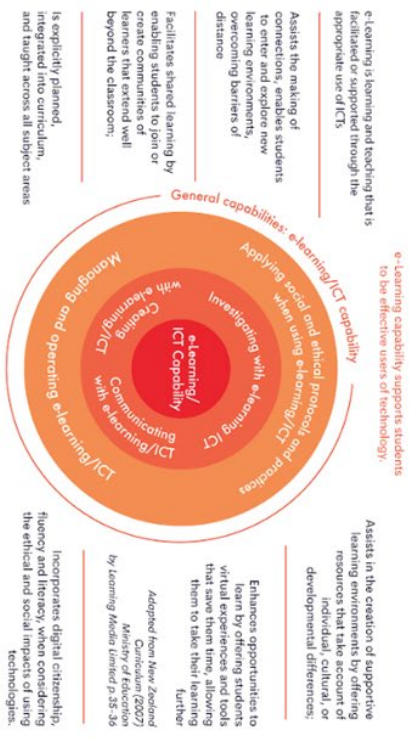 e-Learning capability supports students
to be effective users of technology.
e-Learning is learning and teaching that is
facilitated or supported through the
appropriate use of ICTs
Assists the making of
connections, enables students
to enter and explore new
learning environments,
overcoming barriers of
distance
Facilitates shared learning by
enabling students to join or
create communities of
learners that extend well
beyond the classroom;
Is explicitly planned,
integrated into curriculum,
and taught across all subject areas
General capabilities: e-learning/ICT capability
Applying social and ethical protocol and practices
when using e-learning/ICT
Investigating with e-learning ICT
Creating
with e-learning/ICT
e-Learning/
ICT Capability
Communicating
with e-learning/ICT
Managing and operating e-learning/ICT
Assists in the creation of supportive
learning environments by offering
resources that take account of
individual, cultural, or
developmental differences;
Enhances opportunities to
learn by offering students
virtual experiences and tools
that save them time, allowing
them to take their learning
further
Adapted from New Zealand
Curriculum (2007)
Ministry of Education
by Learning Media Limited p 35-36
Incorporates digital citizenship,
fluency and literacy, when considering
the ethical and social impacts of using
technologies.